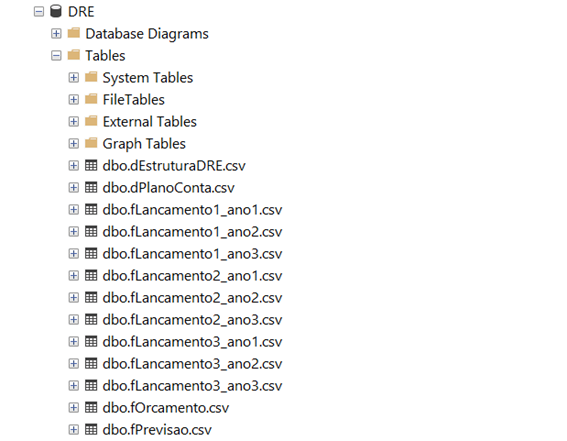 DRE
Database Diagrams
Tables
System Tables
FileTables
External Tables
Graph Tables
dbo.dEstruturaDRE.csv
dbo.dPlanoConta.csv
dbo.fLancamento1_ano1.csv
dbo.fLancamento1_ano2.csv
dbo.fLancamento1_ano3.csv
dbo.fLancamento2_ano1.csv
dbo.fLancamento2_ano2.csv
dbo.fLancamento2_ano3.csv
dbo.fLancamento3_ano1.csv
dbo.fLancamento3_ano2.csv
dbo.fLancamento3_ano3.csv
dbo.fOrcamento.csv
dbo.fPrevisao.csv